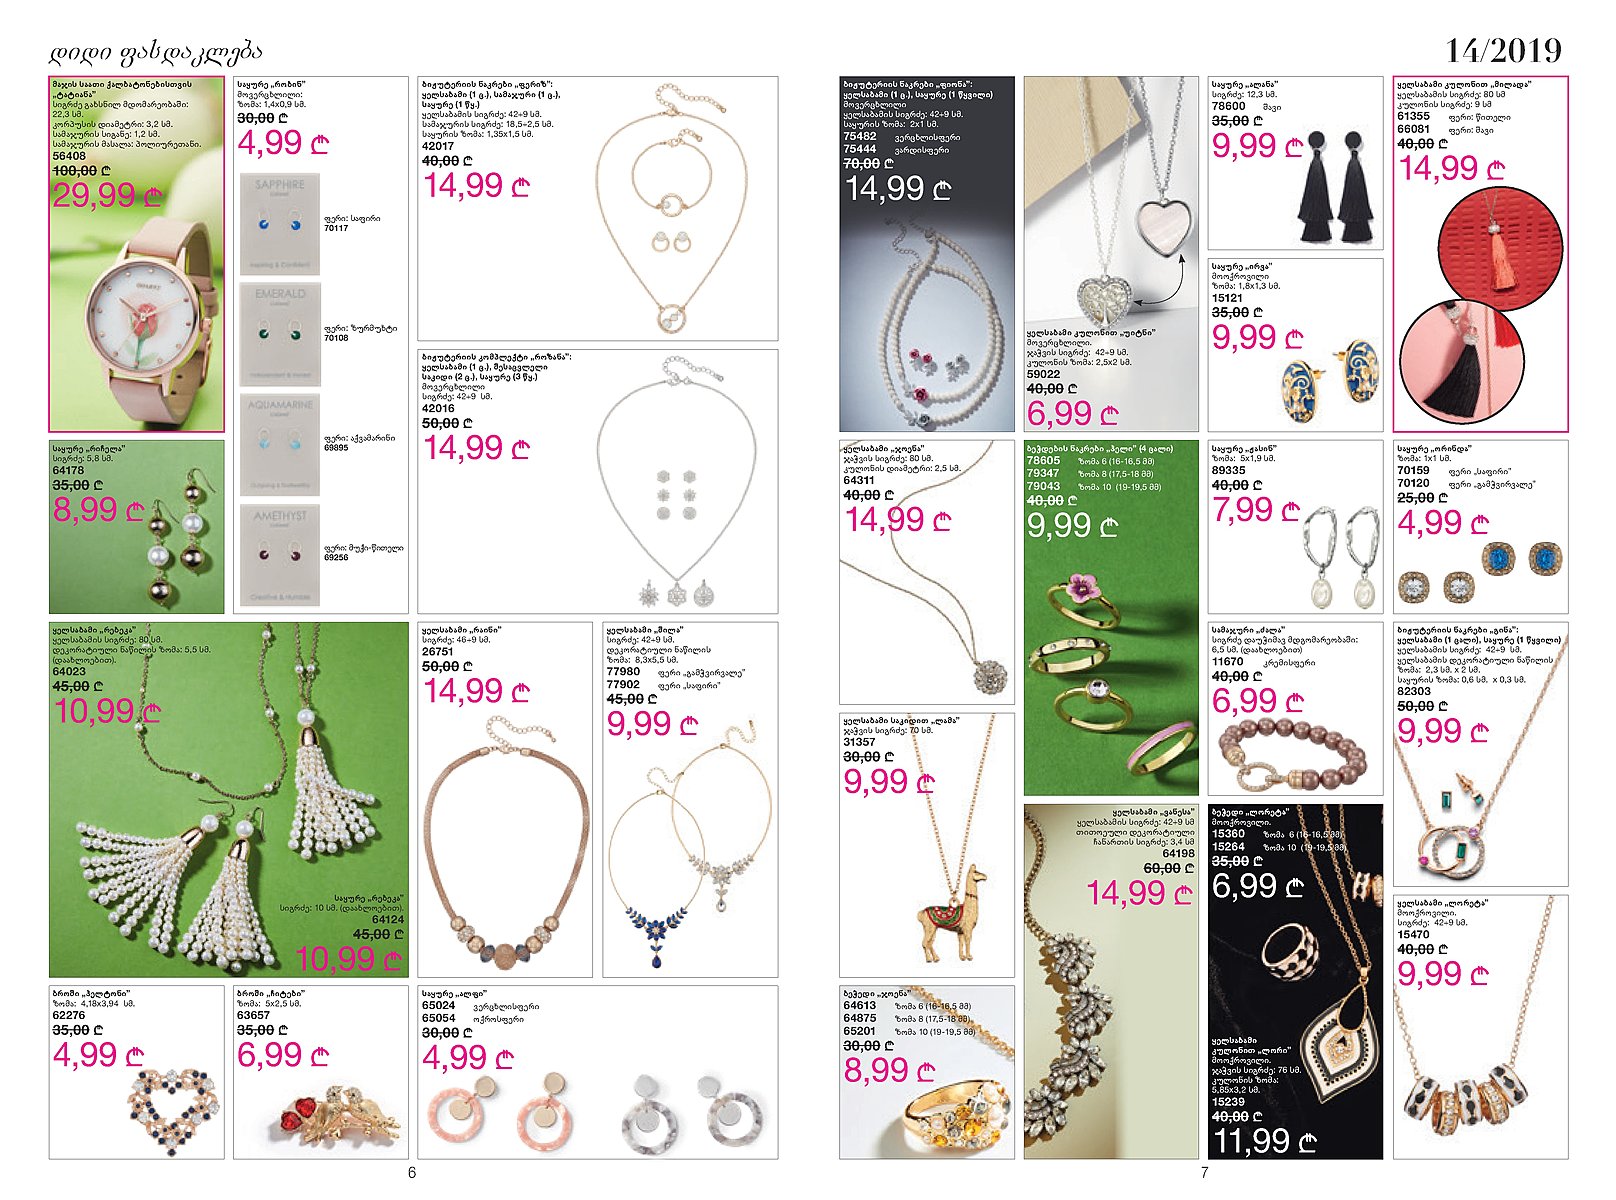 დიდი ფასდაკლება
14/2019
მაჯის საათი ქალბატონებისთვის
„ტატიანა”
სიგრძე გახსნილ მდომარეობაში:
22,3 სმ.
კორპუსის დიამეტრი: 3,2 სმ.
სამაჯურის სიგანე: 1,2 სმ.
სამაჯურის მასალა: პოლიურეთანი.
56408
100,00 ₾
29,99 ₾
საყურე „რობინ”
მოვერცხლილი:
ზომა: 1,4x0,9 სმ.
30,00 ₾
4,99 ₾
SAPPHIRE
ფერი: საფირი
70117
Inspiring & Confident
EMERALD
ფერი: ზურმუხტი
70108
AQUAMARINE
ფერი: აქვამარინი
69895
AMETHYST
ფერი: მუქი-წითელი
69256
Creative & Humble
ბიჟუტერიის ნაკრები „ფერიზ”:
ყელსაბამი (1 ც.), სამაჯური (1 ც.),
საყურე (1 წყ.)
ყელსაბამის სიგრძე: 42+9 სმ.
სამაჯურის სიგრძე: 18,5+2,5 სმ.
საყურის ზომა: 1,35x1,5 სმ.
42017
40,00 ₾
14,99 ₾
ბიჟუტერიის კომპლექტი „როზანა”:
ყელსაბამი (1 ც.), შესაცვლელი
საკიდი (2 ც.), საყურე (3 წყ.)
მოვერცხლილი
სიგრძე: 42+9 სმ.
42016
50,00 ₾
14,99 ₾
საყურე „რიჩელა”
სიგრძე: 5,8 სმ.
64178
35,00 ₾
8,99 ₾
ყელსაბამი „რებეკა”
ყელსაბამის სიგრძე: 80 სმ.
დეკორატიული ნაწილის ზომა: 5,5 სმ.
(დაახლოებით).
64023
45,00 ₾
10,99 ₾
საყურე „რებეკა”
სიგრძე: 10 სმ. (დაახლოებით).
64124
45,00 ₾
10,99 ₾
ყელსაბამი „რაინი”
სიგრძე: 46+9 სმ.
26751
50,00 ₾
14,99 ₾
ყელსაბამი „შილა”
სიგრძე: 42+9 სმ.
დეკორატიული ნაწილის
ზომა: 8,3x5,5 სმ.
77980 ფერი „გამჭვირვალე”
77902 ფერი „საფირი”
45,00 ₾
9,99 ₾
ბროში „პელტონი”
ზომა: 4,18x3,94 სმ.
62276
35,00 ₾
4,99 ₾
ბროში „ჩიტები”
ზომა: 5x2,5 სმ.
63657
35,00 ₾
6,99 ₾
საყურე „ალფი”
65024 ვერცხლისფერი
65054 ოქროსფერი
30,00 ₾
4,99 ₾
6
ბიჟუტერიის ნაკრები „ფიონა”:
ყელსაბამი (1 ც.), საყურე (1 წყვილი)
მოვერცხლილი
ყელსაბამის სიგრძე: 42+9 სმ.
საყურის ზომა: 2x1 სმ.
75482 ვერცხლისფერი
75444 ვარდისფერი
70,00 ₾
14,99 ₾
ყელსაბამი კულონით „უიტნი”
მოვერცხლილი.
ჯაჭვის სიგრძე: 42+9 სმ.
კულონის ზომა: 2,5x2 სმ.
59022
40,00 ₾
6,99 ₾
საყურე „ალანა”
სიგრძე: 12,3 სმ.
78600 შავი
35,00 ₾
9,99 ₾
საყურე „ირვა”
მოოქროვილი
ზომა: 1,8x1,3 სმ.
15121
35,00 ₾
9,99 ₾
ყელსაბამი კულონით „მილადა”
ყელსაბამის სიგრძე: 80 სმ
კულონის სიგრძე: 9 სმ
61355 ფერი: წითელი
66081 ფერი: შავი
40,00 ₾
14,99 ₾
ყელსაბამი „ჯოენა”
ჯაჭვის სიგრძე: 80 სმ.
კულონის დიამეტრი: 2,5 სმ.
64311
40,00 ₾
14,99 ₾
ბეჭდების ნაკრები „პელი” (4 ცალი)
78605 ზომა 6 (16-16,5 მმ)
79347 ზომა 8 (17,5-18 მმ)
79043 ზომა 10 (19-19,5 მმ)
40,00 ₾
9,99 ₾
საყურე „ჟასინ”
ზომა: 5x1,9 სმ.
89335
40,00 ₾
7,99 ₾
საყურე „ორინდა”
ზომა: 1x1 სმ.
70159 ფერი „საფირი”
70120 ფერი „გამჭვირვალე”
25,00 ₾
4,99 ₾
სამაჯური „ძალა”
სიგრძე დაუჭიმავ მდგომარეობაში:
6,5 სმ. (დაახლოებით)
11670 კრემისფერი
40,00 ₾
6,99 ₾
ბიჟუტერიის ნაკრები „გინა”:
ყელსაბამი (1 ცალი), საყურე (1 წყვილი)
ყელსაბამის სიგრძე: 42+9 სმ.
ყელსაბამის დეკორატიული ნაწილის
ზომა: 2,3 სმ. x 2 სმ.
საყურის ზომა: 0,6 სმ. x 0,3 სმ.
82303
50,00 ₾
9,99 ₾
ყელსაბამი საკიდით „ლამა”
ჯაჭვის სიგრძე: 70 სმ.
31357
30,00 ₾
9,99 ₾
ყელსაბამი „ვანესა”
ყელსაბამის სიგრძე: 42+9 სმ
თითოეული დეკორატიული
ჩანართის სიგრძე: 3,4 სმ
64198
60,00 ₾
14,99 ₾
ბეჭედი „ლორეტა”
მოოქროვილი.
15360 ზომა 6 (16-16,5 მმ)
15264 ზომა 10 (19-19,5 მმ)
35,00 ₾
6,99 ₾
ყელსაბამი „ლორეტა”
მოოქროვილი.
სიგრძე: 42+9 სმ.
15470
40,00 ₾
9,99 ₾
ბეჭედი „ჯოენა”
64613 ზომა 6 (16-16,5 მმ)
64875 ზომა 8 (17,5-18 მმ)
65201 ზომა 10 (19-19,5 მმ)
30,00 ₾
8,99 ₾
ყელსაბამი
კულონით „ლორი”
მოოქროვილი.
ჯაჭვის სიგრძე: 76 სმ.
კულონის ზომა:
5,85x3,2 სმ.
15239
40,00 ₾
11,99 ₾
7